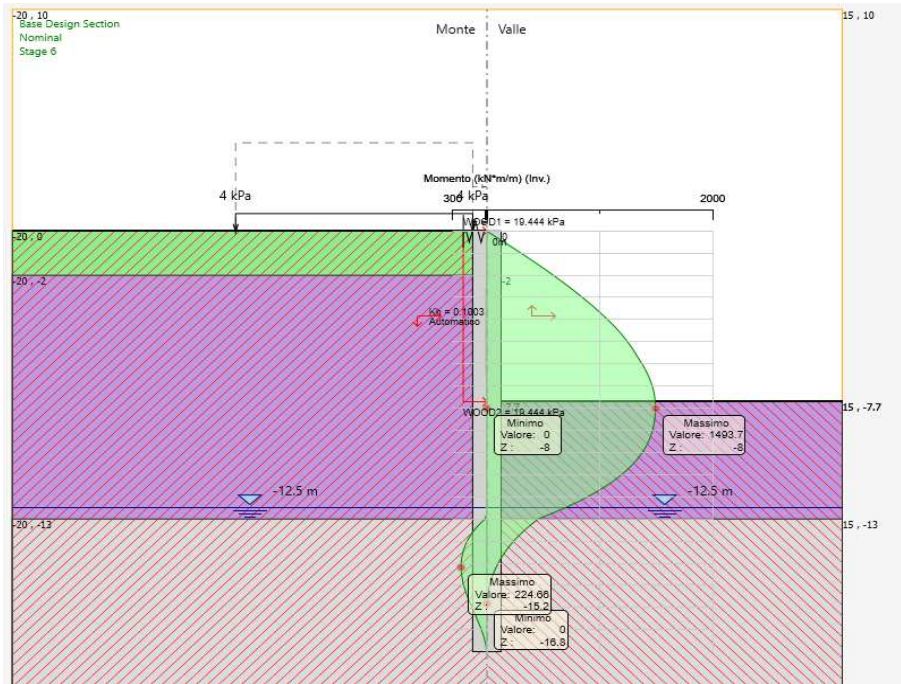 -20 , 10
15 , 10
Base Design Section
Nominal
Stage 6
Monte
Valle
Momento (kN*m/m) (Inv.)
4 kPa
4 kPa
300
2000
WOOD1 = 19.444 kPa
-20 , 0
0
0m
-20 , -2
-2
Kh = 0.1003
Automatico
15 , -7.7
WOOD2 = 19.444 kPa
Minimo
Valore: 0
Z : -8
Massimo
Valore: 1493.7
Z : -8
-12.5 m
-12.5 m
-20 , -13
15 , -13
Massimo
Valore: 224.66
Z : -15.2
Minimo
Valore: 0
Z : -16.8